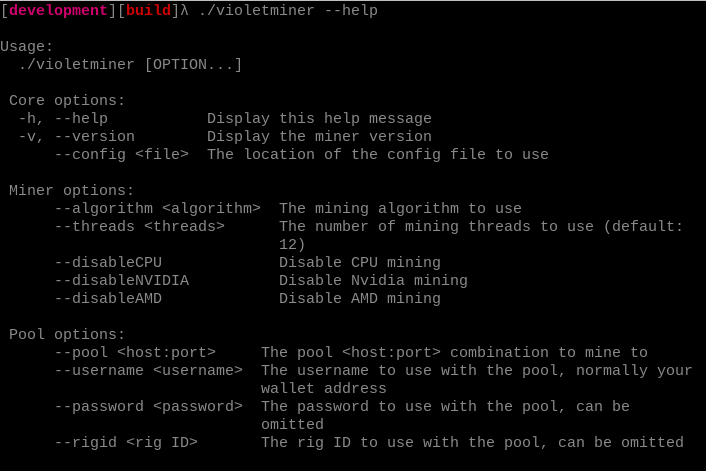 [development][build]λ ./violetminer --help
Usage:
  ./violetminer [OPTION...]
 Core options:
  -h, --help           Display this help message
  -v, --version        Display the miner version
      --config <file>  The location of the config file to use
 Miner options:
      --algorithm <algorithm>  The mining algorithm to use
      --threads <threads>      The number of mining threads to use (default:
                               12)
      --disableCPU             Disable CPU mining
      --disableNVIDIA          Disable Nvidia mining
      --disableAMD             Disable AMD mining
 Pool options:
      --pool <host:port>     The pool <host:port> combination to mine to
      --username <username>  The username to use with the pool, normally your
                             wallet address
      --password <password>  The password to use with the pool, can be
                             omitted
      --rigid <rig ID>       The rig ID to use with the pool, can be omitted